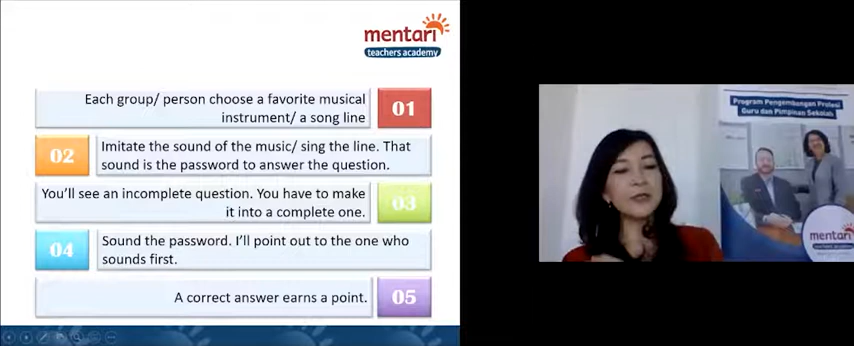 mentari
teachers academy
Each group/ person choose a favorite musical
instrument/ a song line
01
02
Imitate the sound of the music/ sing the line. That
sound is the password to answer the question.
You'll see an incomplete question. You have to make
it into a complete one.
03
04
Sound the password. I'll point out to the one who
sounds first.
A correct answer earns a point.
05
Program Pengembangan Profesi
Guru dan Pimpinan Sekolah
mentari
teachers academy